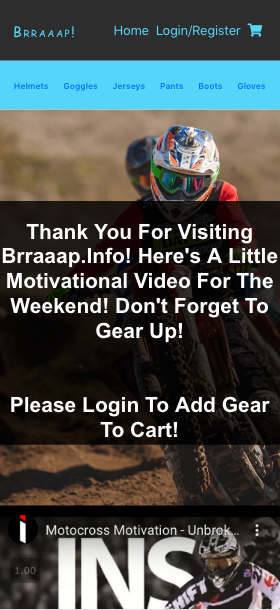 Brraaap!
Home Login/Register
Helmets Goggles Jerseys Pants Boots Gloves
Thank You For Visiting
Brraaap.Info! Here's A Little
Motivational Video For The
Weekend! Don't Forget To
Gear Up!
Please Login To Add Gear
To Cart!
Motocross Motivation - Unbrok...
1.00
INS